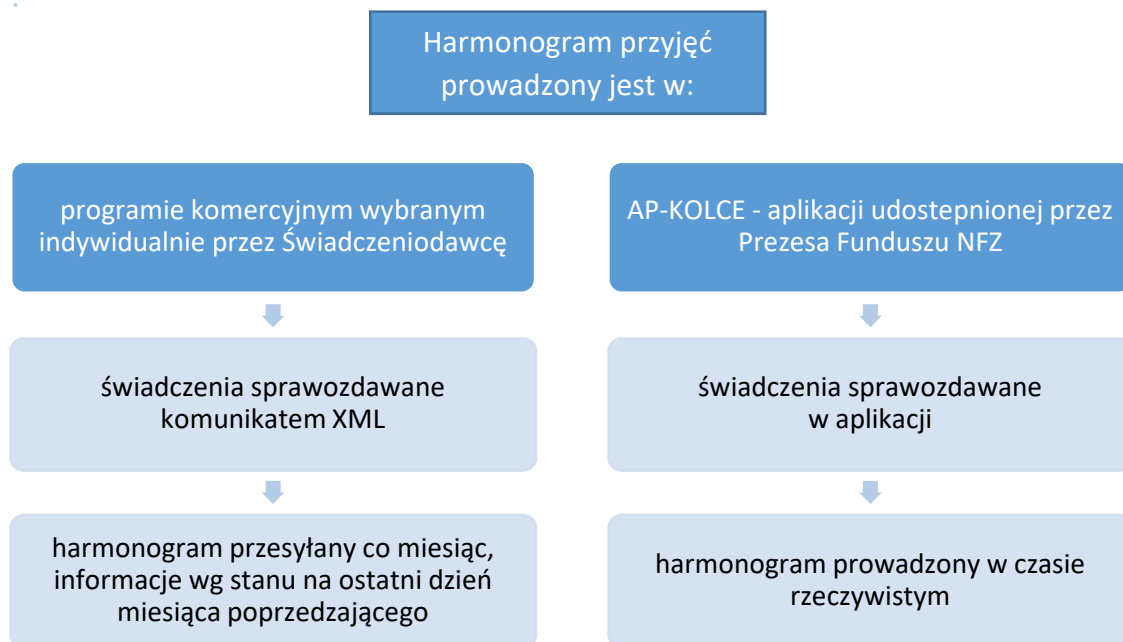 Harmonogram przyjęć
prowadzony jest w:
programie komercyjnym wybranym
indywidualnie przez Świadczeniodawcę
świadczenia sprawozdawane
komunikatem XML
harmonogram przesyłany co miesiąc,
informacje wg stanu na ostatni dzień
miesiąca poprzedzającego
AP-KOLCE - aplikacji udostepnionej przez
Prezesa Funduszu NFZ
świadczenia sprawozdawane
w aplikacji
harmonogram prowadzony w czasie
rzeczywistym